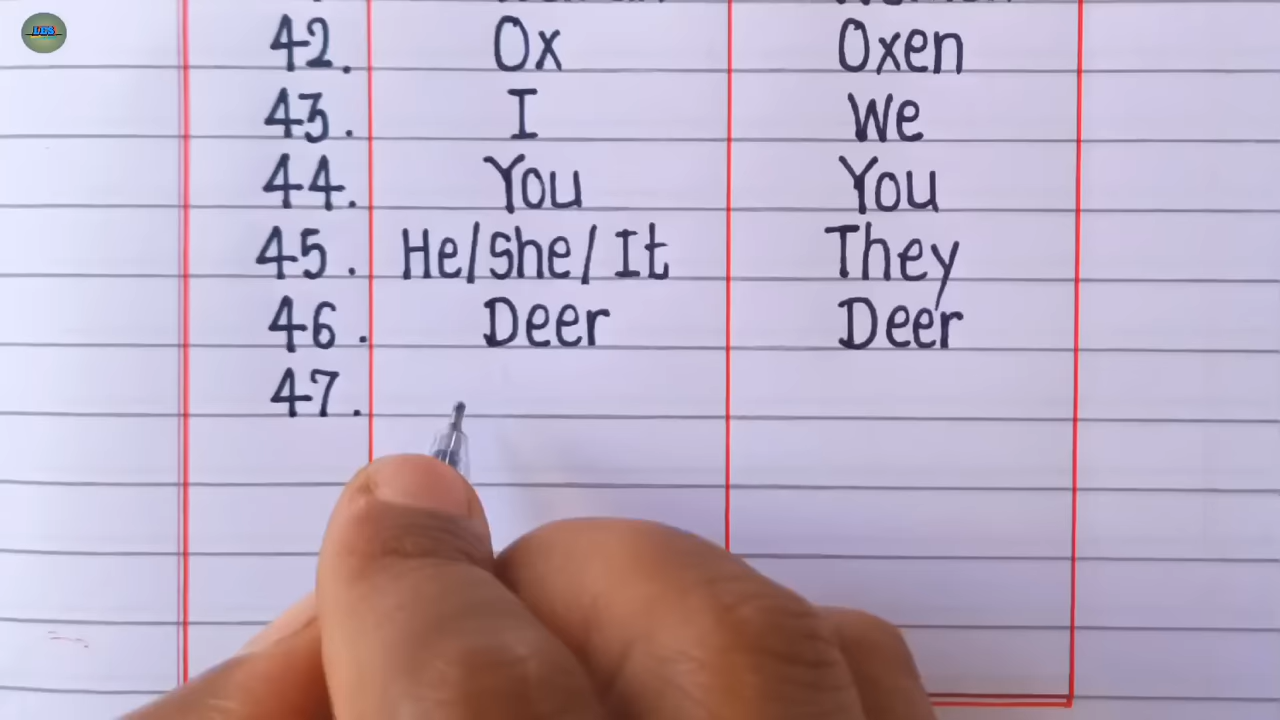 42. Ox Oxen
43. I We
44. You You
45. He/She/It They
46. Deer Deer
47.